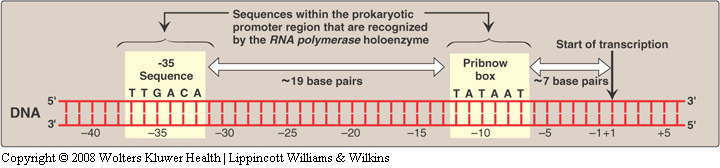 Sequences within the prokaryotic
promoter region that are recognized
by the RNA polymerase holoenzyme
Start of transcription
-35
Sequence
Pribnow
box
~19 base pairs
~7 base pairs
T T G A C A
T A T A A T
DNA
5'
3'
3'
5'
−40
−35
−30
−25
−20
−15
−10
−5
−1+1
+5
Copyright © 2008 Wolters Kluwer Health | Lippincott Williams & Wilkins